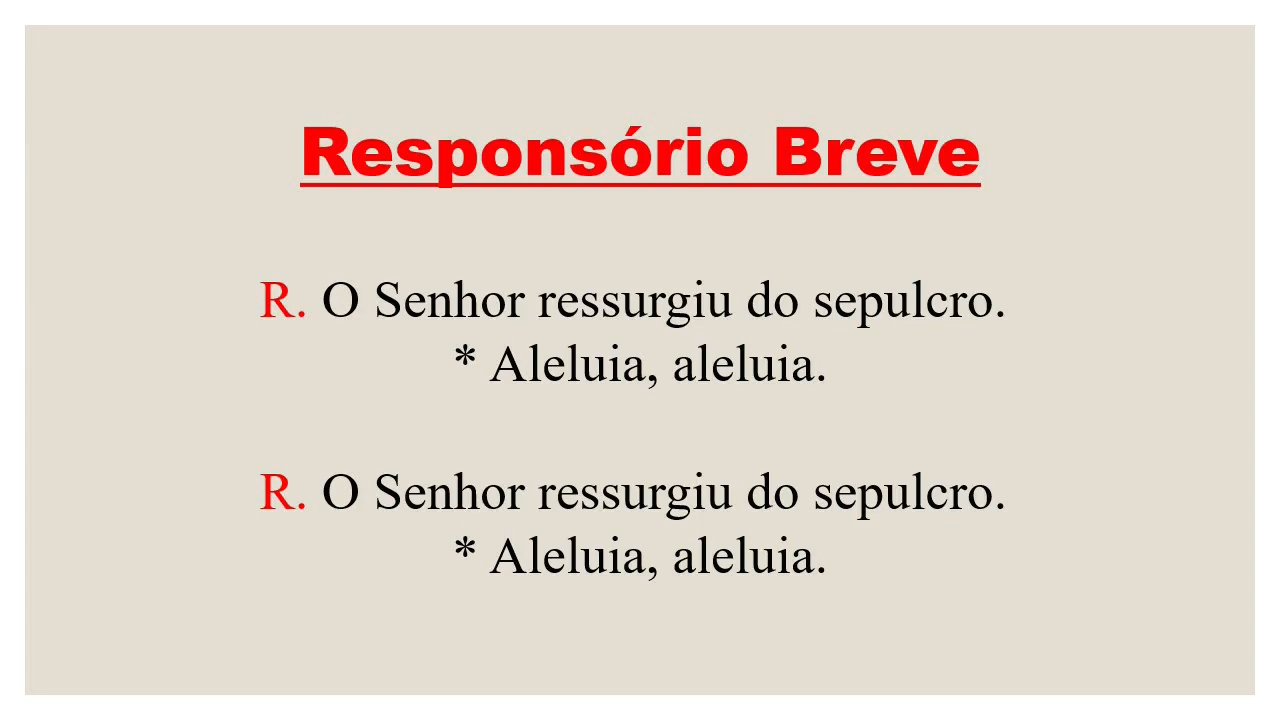 Responsório Breve
R. O Senhor ressurgiu do sepulcro.
* Aleluia, aleluia.
R. O Senhor ressurgiu do sepulcro.
* Aleluia, aleluia.